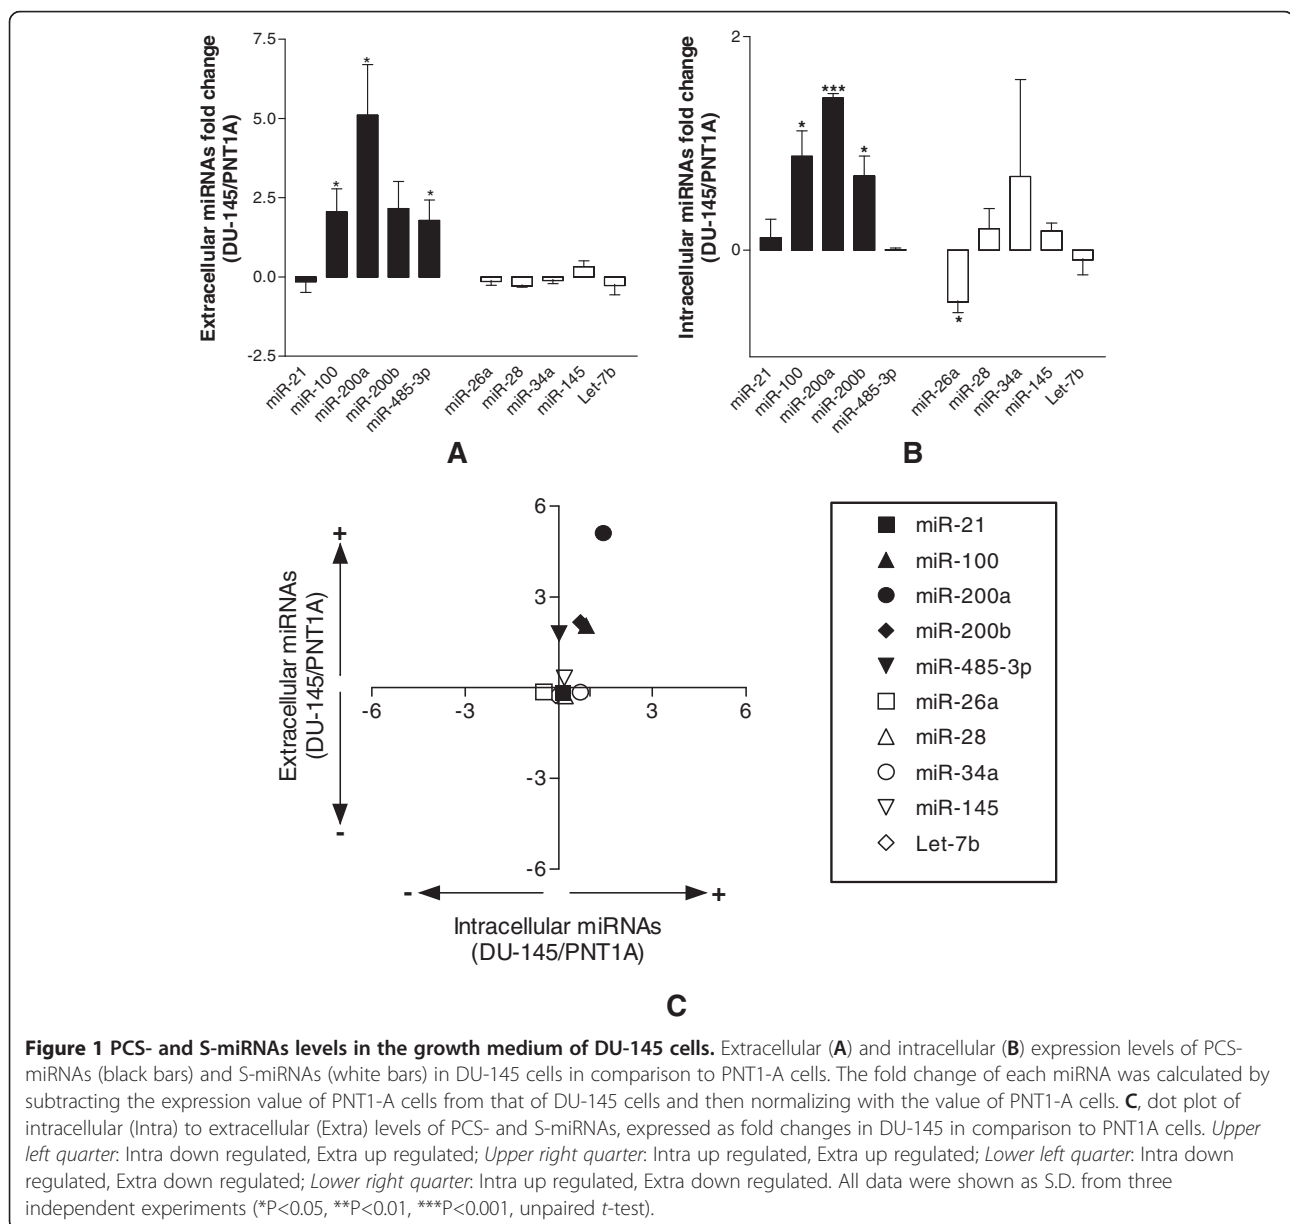 7.5
5.0
2.5
0.0
-2.5
Extracellular miRNAs fold change
(DU-145/PNT1A)
*
*
*
miR-21
miR-100
miR-200a
miR-200b
miR-485-3p
miR-26a
miR-28
miR-34a
miR-145
Let-7b
A
2
0
Intracellular miRNAs fold change
(DU-145/PNT1A)
*
***
*
*
miR-21
miR-100
miR-200a
miR-200b
miR-485-3p
miR-26a
miR-28
miR-34a
miR-145
Let-7b
B
+
-
Extracellular miRNAs
(DU-145/PNT1A)
6
3
-3
-6
-6
-3
3
6
-
+
Intracellular miRNAs
(DU-145/PNT1A)
miR-21
miR-100
miR-200a
miR-200b
miR-485-3p
miR-26a
miR-28
miR-34a
miR-145
Let-7b
C
Figure 1 PCS- and S-miRNAs levels in the growth medium of DU-145 cells. Extracellular (A) and intracellular (B) expression levels of PCS-
miRNAs (black bars) and S-miRNAs (white bars) in DU-145 cells in comparison to PNT1-A cells. The fold change of each miRNA was calculated by
subtracting the expression value of PNT1-A cells from that of DU-145 cells and then normalizing with the value of PNT1-A cells. C, dot plot of
intracellular (Intra) to extracellular (Extra) levels of PCS- and S-miRNAs, expressed as fold changes in DU-145 in comparison to PNT1A cells. Upper
left quarter: Intra down regulated, Extra up regulated; Upper right quarter: Intra up regulated, Extra up regulated; Lower left quarter: Intra down
regulated, Extra down regulated; Lower right quarter: Intra up regulated, Extra down regulated. All data were shown as S.D. from three
independent experiments (*P<0.05, **P<0.01, ***P<0.001, unpaired t-test).